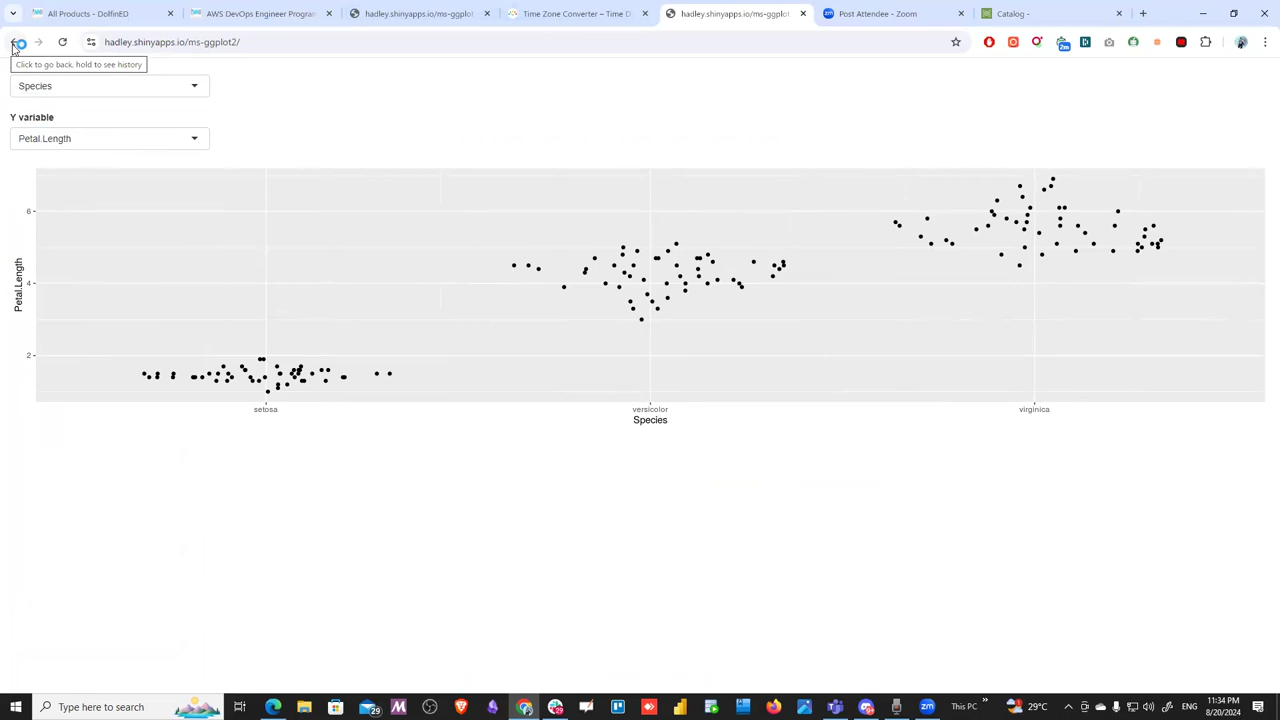 All Products - DolfinED
AWS DevOps Engineer Program
hadley.shinyapps.io/ms-ggpl
Time Zone Converter – Time D
hadley.shinyapps.io/ms-ggplot
Post Attendee - Zoom
Catalog -
hadley.shinyapps.io/ms-ggplot2/
2m
Click to go back, hold to see history
Species
Y variable
Petal.Length
6
4
2
Petal.Length
setosa
versicolor
virginica
Species
Type here to search
29
This PC
29°C
ENG
11:34 PM
8/20/2024